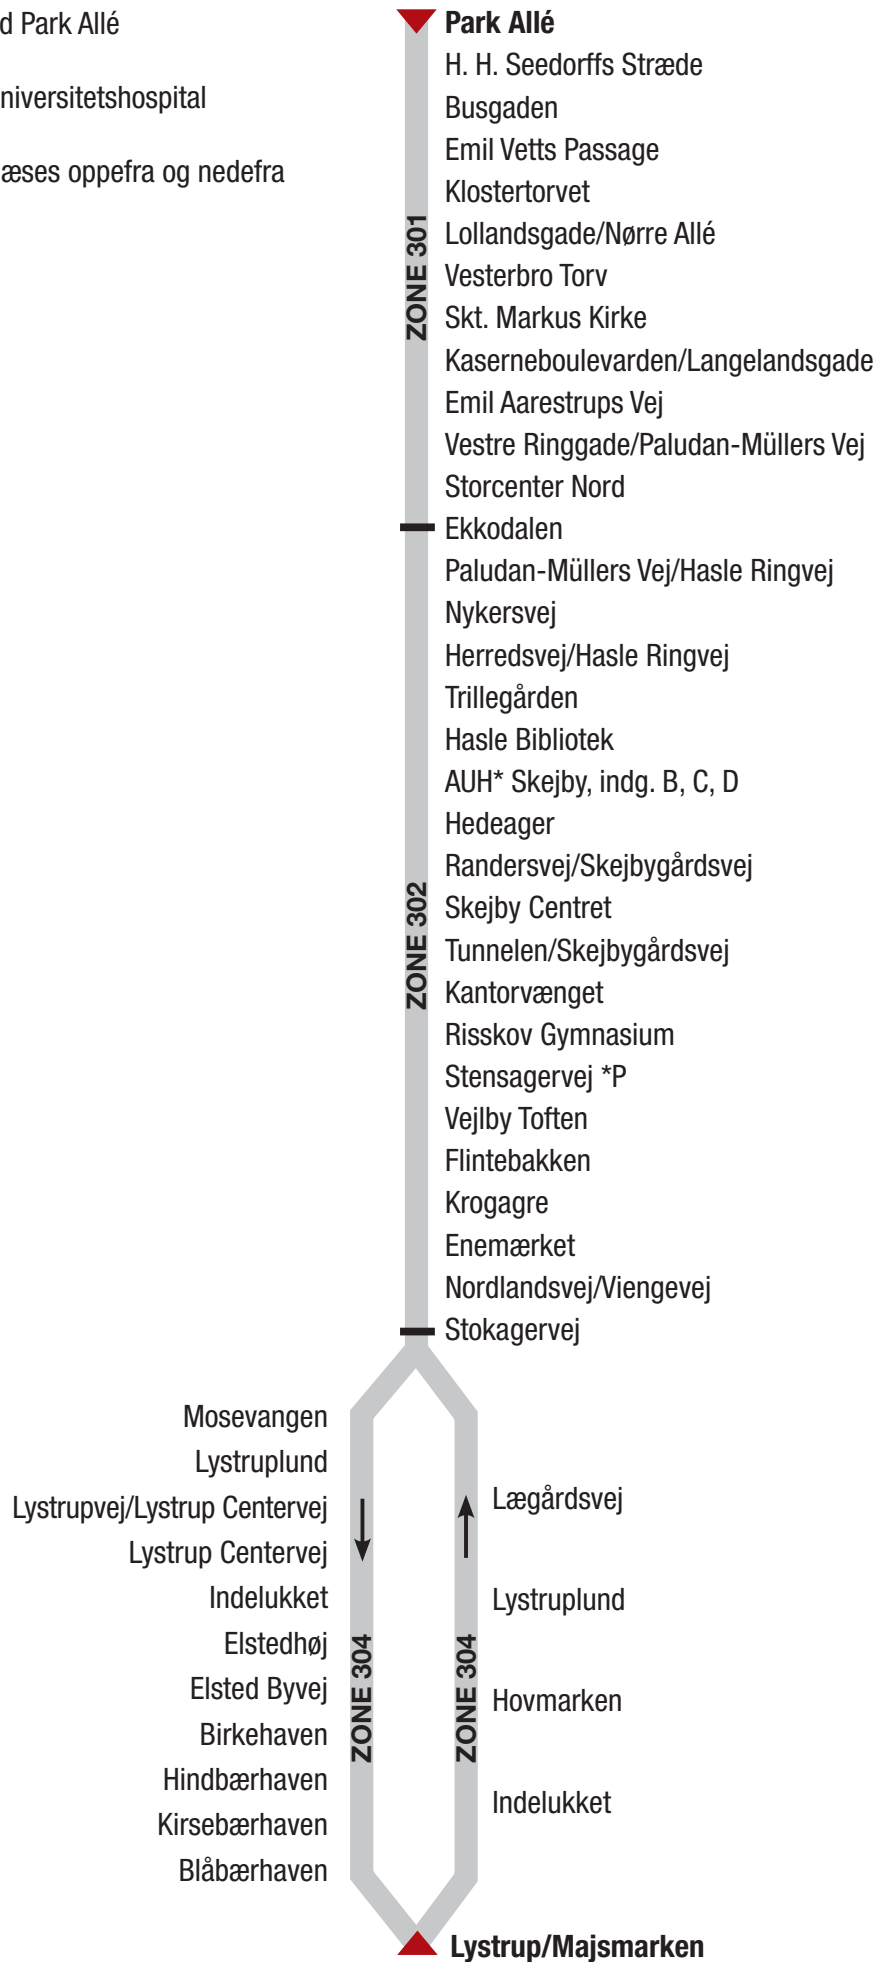 d Park Allé
niversitetshospital
æses oppefra og nedefra
Park Allé
H. H. Seedorffs Stræde
Busgaden
Emil Vetts Passage
Klostertorvet
Lollandsgade/Nørre Allé
Vesterbro Torv
Skt. Markus Kirke
Kaserneboulevarden/Langelandsgade
Emil Aarestrups Vej
Vestre Ringgade/Paludan-Müllers Vej
Storcenter Nord
ZONE 301
Ekkodalen
Paludan-Müllers Vej/Hasle Ringvej
Nykersvej
Herredsvej/Hasle Ringvej
Trillegården
Hasle Bibliotek
AUH* Skejby, indg. B, C, D
Hedeager
Randersvej/Skejbygårdsvej
Skejby Centret
Tunnelen/Skejbygårdsvej
Kantorvænget
Risskov Gymnasium
Stensagervej *P
Vejlby Toften
Flintebakken
Krogagre
Enemærket
Nordlandsvej/Viengevej
Stokagervej
ZONE 302
Mosevangen
Lystruplund
Lystrupvej/Lystrup Centervej
Lystrup Centervej
Indelukket
Elstedhøj
Elsted Byvej
Birkehaven
Hindbærhaven
Kirsebærhaven
Blåbærhaven
ZONE 304
ZONE 304
Lægårdsvej
Lystruplund
Hovmarken
Indelukket
Lystrup/Majsmarken